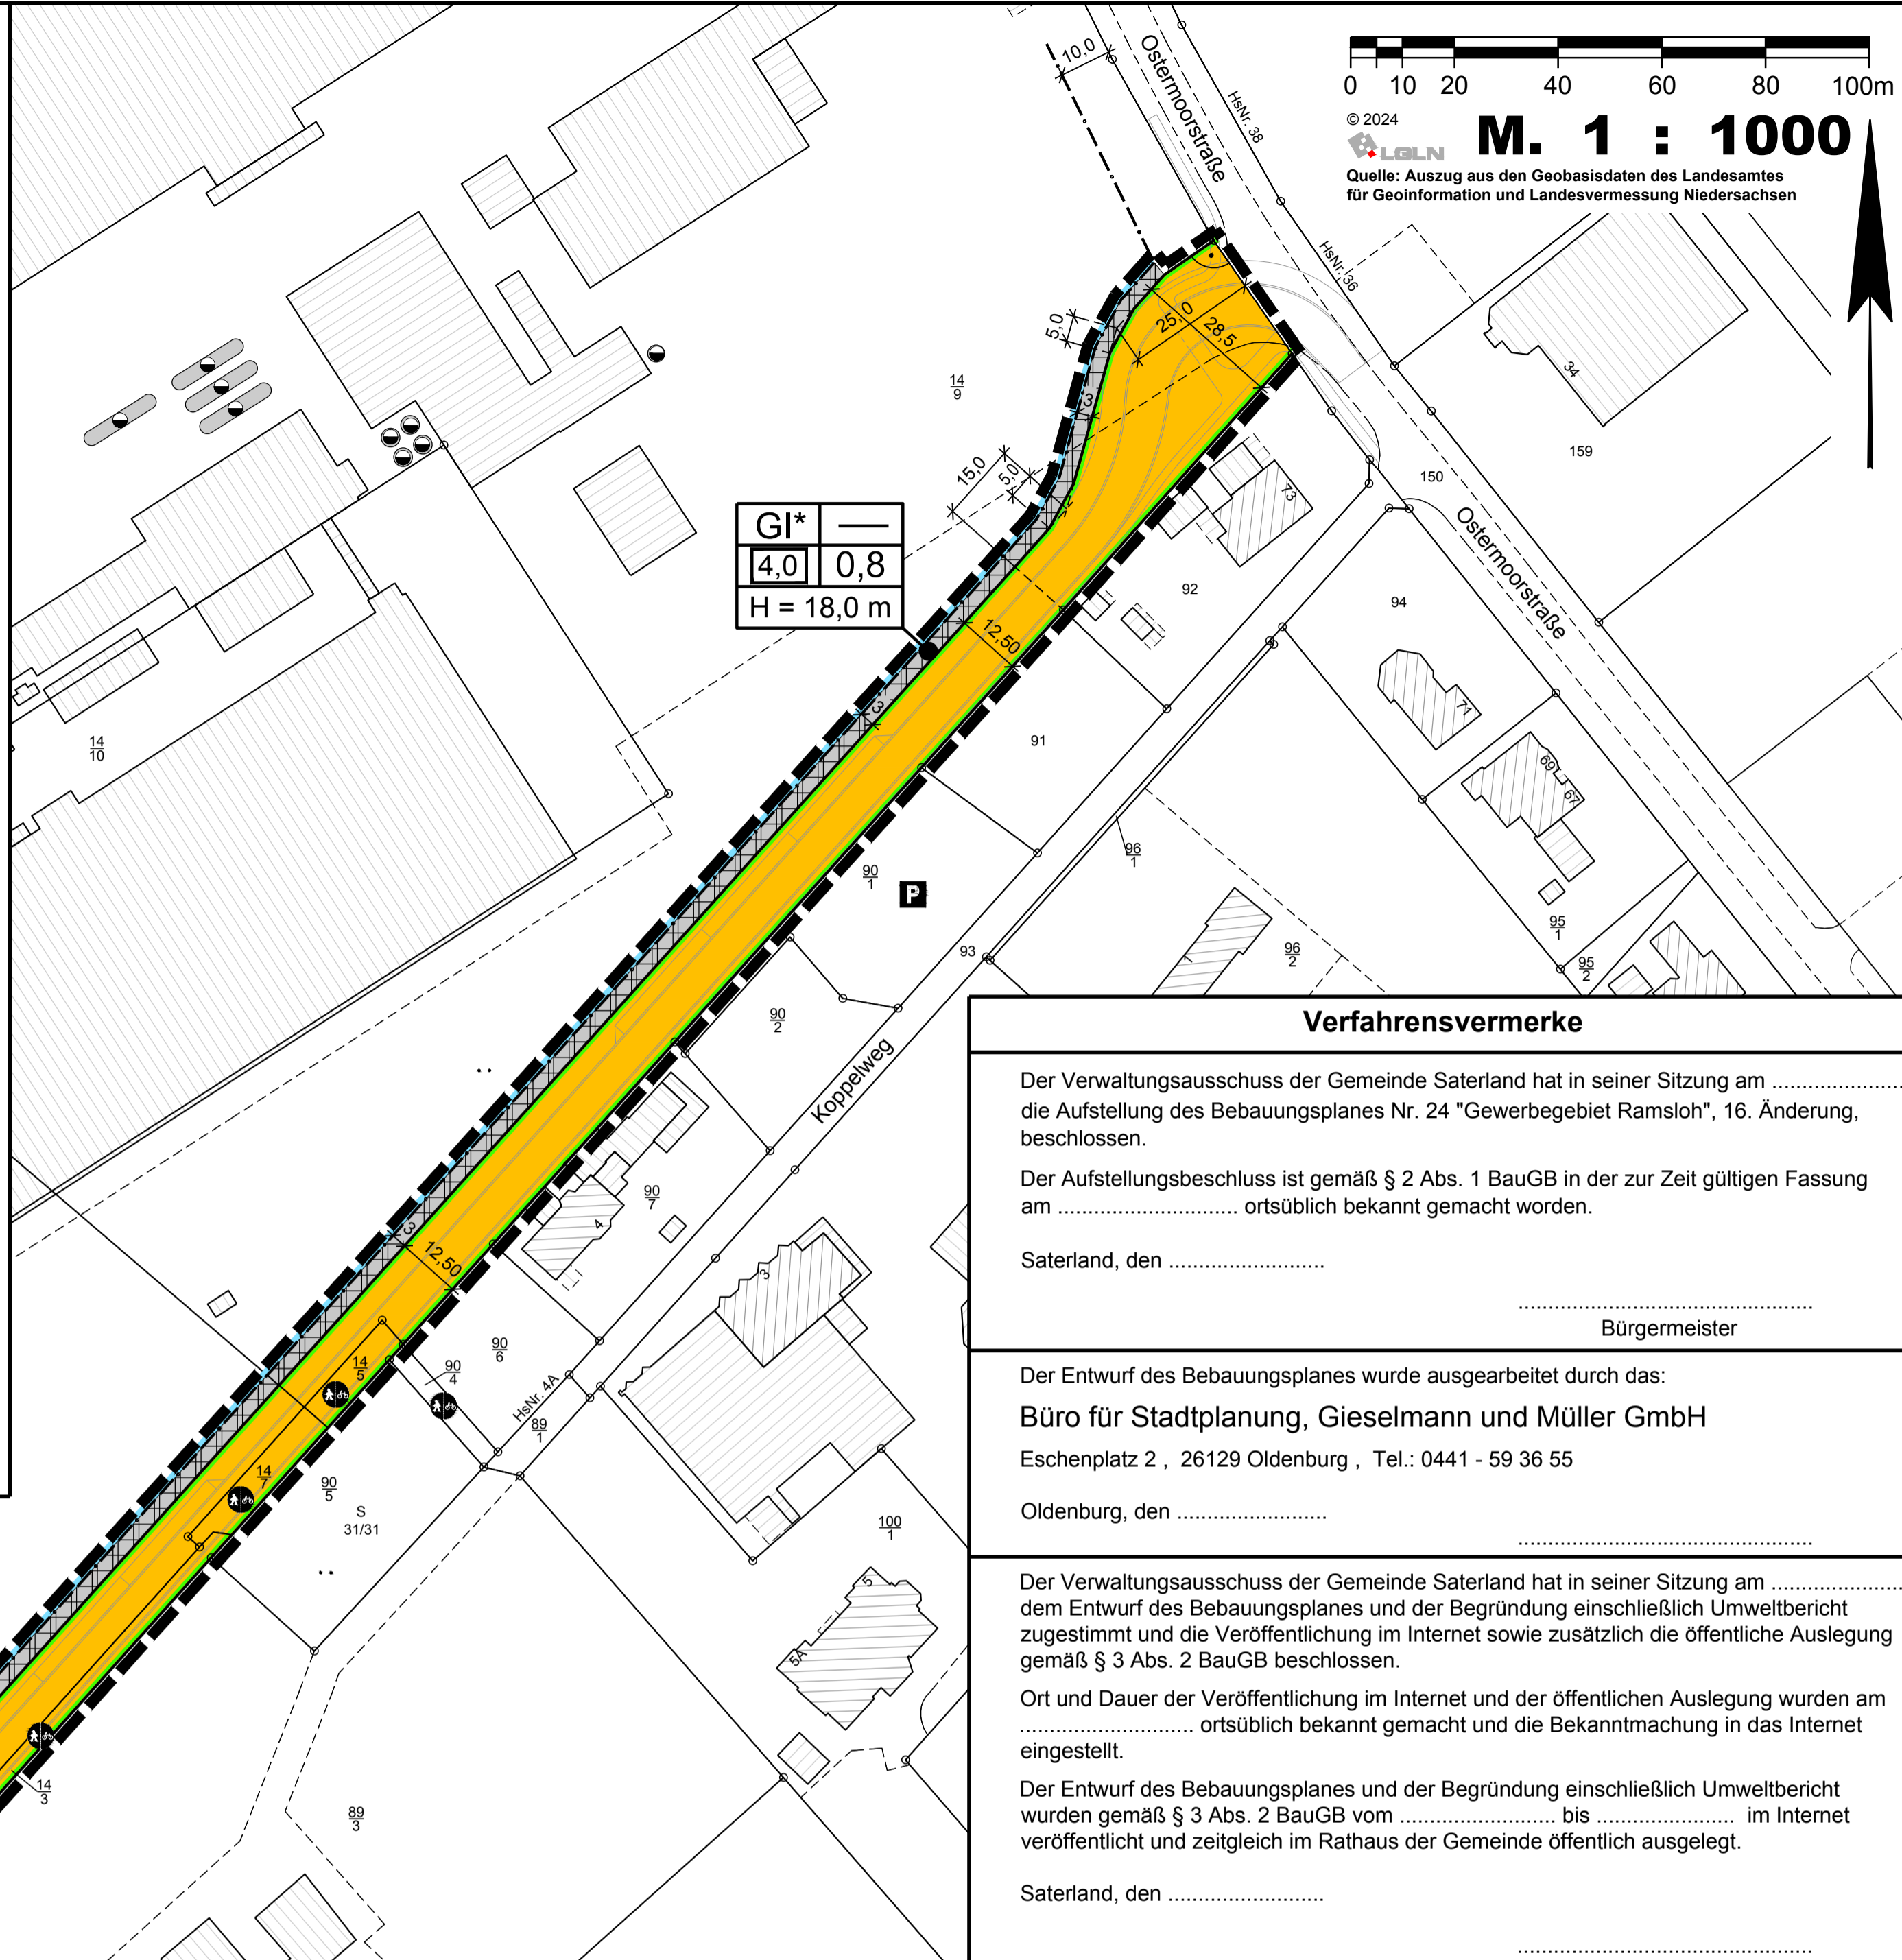 10,0
Ostermoorstraße
HsNr. 38
0 10 20 40 60 80 100m
© 2024
LGLN
M. 1 : 1000
Quelle: Auszug aus den Geobasisdaten des Landesamtes
für Geoinformation und Landesvermessung Niedersachsen
HsNr. 36
34
159
150
5,0
25,0
28,5
3
14
9
15,0
5,0
73
GI* —
4,0 0,8
H = 18,0 m
12,50
92
94
Ostermoorstraße
71
69
67
3
91
14
10
90
1
P
96
1
95
1
95
2
93
96
2
1
90
2
Koppelweg
90
7
4
3
12,50
3
90
6
90
4
14
5
HsNr. 4A
89
1
14
7
90
5
S
31/31
100
1
5
5A
14
3
89
3
Verfahrensvermerke
Der Verwaltungsausschuss der Gemeinde Saterland hat in seiner Sitzung am ......................
die Aufstellung des Bebauungsplanes Nr. 24 "Gewerbegebiet Ramsloh", 16. Änderung,
beschlossen.
Der Aufstellungsbeschluss ist gemäß § 2 Abs. 1 BauGB in der zur Zeit gültigen Fassung
am .............................. ortsüblich bekannt gemacht worden.
Saterland, den ..........................
.................................................
Bürgermeister
Der Entwurf des Bebauungsplanes wurde ausgearbeitet durch das:
Büro für Stadtplanung, Gieselmann und Müller GmbH
Eschenplatz 2 , 26129 Oldenburg , Tel.: 0441 - 59 36 55
Oldenburg, den .........................
.................................................
Der Verwaltungsausschuss der Gemeinde Saterland hat in seiner Sitzung am ......................
dem Entwurf des Bebauungsplanes und der Begründung einschließlich Umweltbericht
zugestimmt und die Veröffentlichung im Internet sowie zusätzlich die öffentliche Auslegung
gemäß § 3 Abs. 2 BauGB beschlossen.
Ort und Dauer der Veröffentlichung im Internet und der öffentlichen Auslegung wurden am
............................. ortsüblich bekannt gemacht und die Bekanntmachung in das Internet
eingestellt.
Der Entwurf des Bebauungsplanes und der Begründung einschließlich Umweltbericht
wurden gemäß § 3 Abs. 2 BauGB vom .......................... bis ....................... im Internet
veröffentlicht und zeitgleich im Rathaus der Gemeinde öffentlich ausgelegt.
Saterland, den ..........................
.................................................